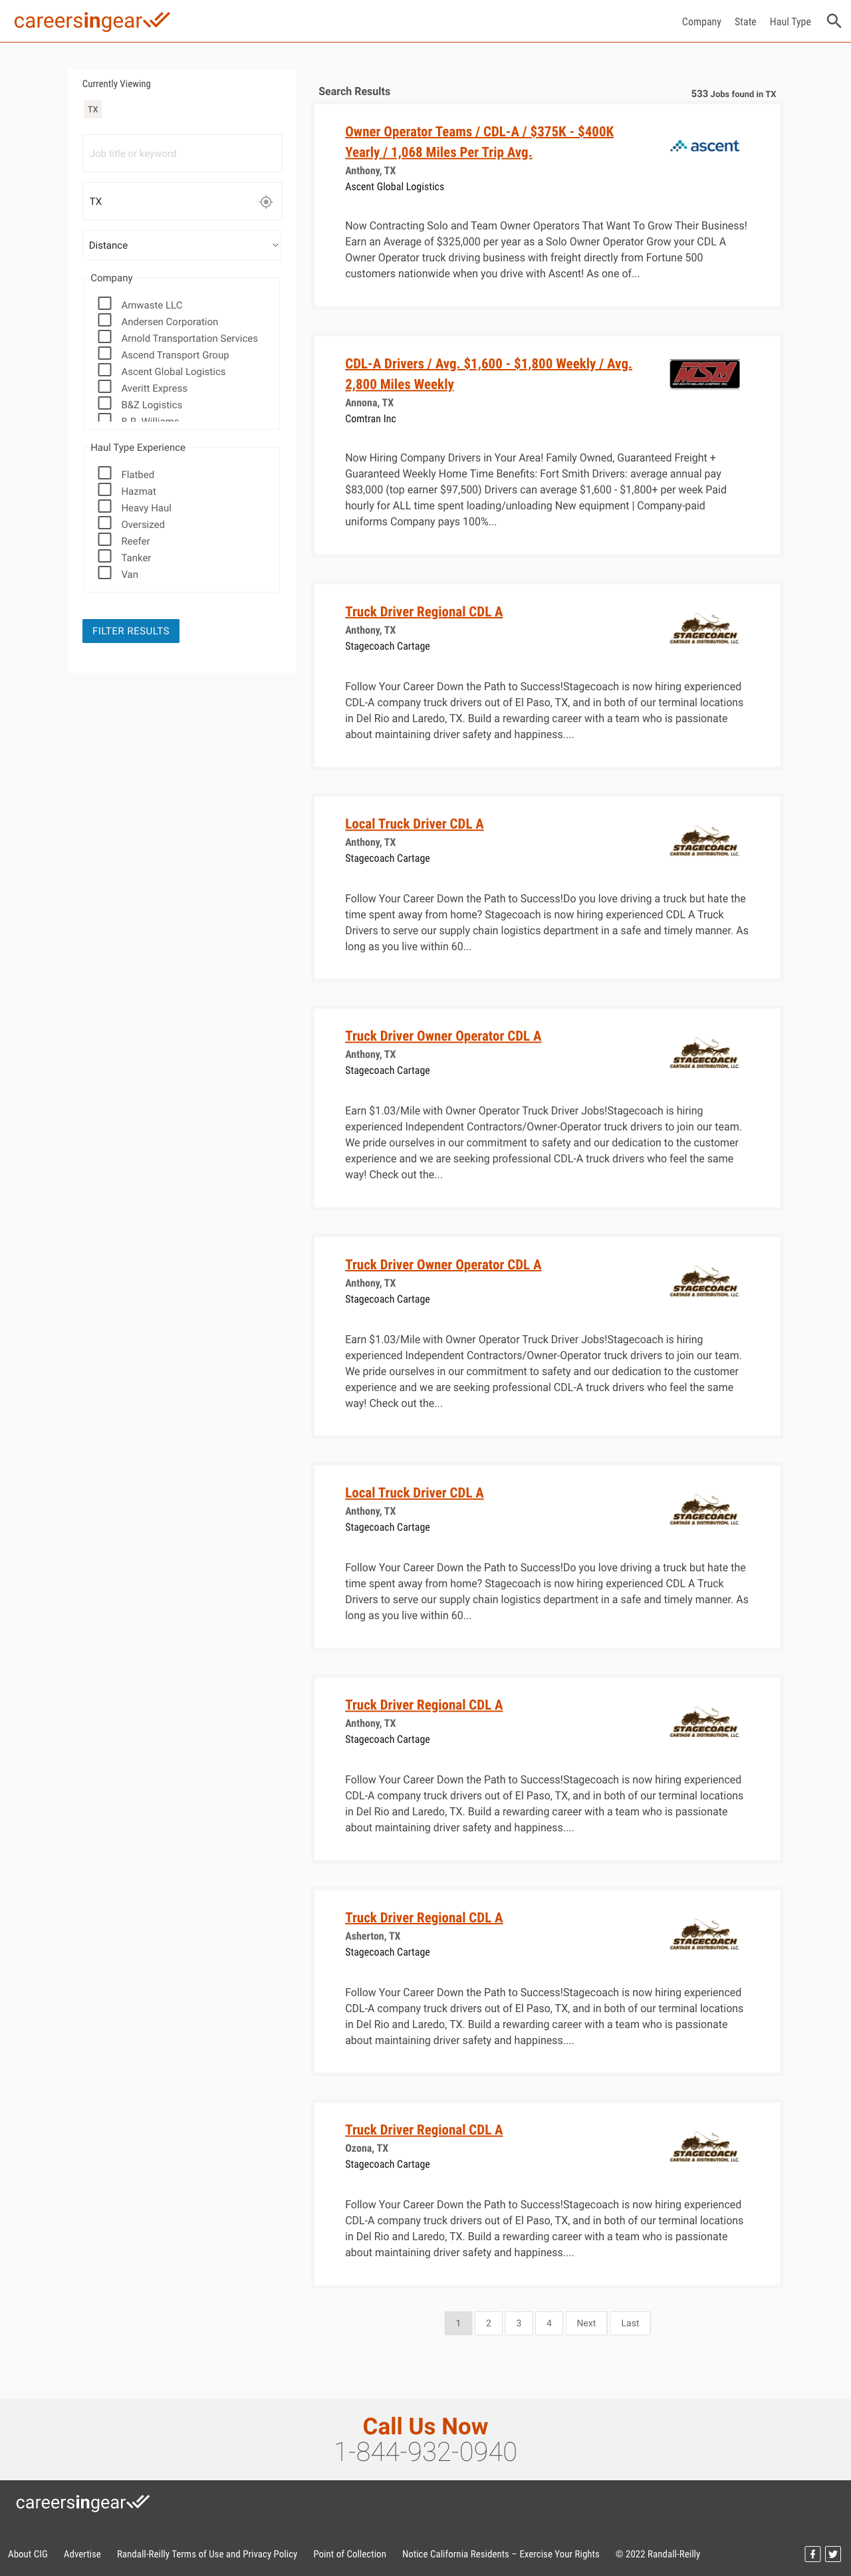 careersingear
Company State Haul Type
Currently Viewing
TX
Job title or keyword
TX
Distance
Company
Amwaste LLC
Andersen Corporation
Arnold Transportation Services
Ascend Transport Group
Ascent Global Logistics
Averitt Express
B&Z Logistics
B.R. Williams
Haul Type Experience
Flatbed
Hazmat
Heavy Haul
Oversized
Reefer
Tanker
Van
FILTER RESULTS
Search Results
533 Jobs found in TX
Owner Operator Teams / CDL-A / $375K - $400K
Yearly / 1,068 Miles Per Trip Avg.
ascent
Anthony, TX
Ascent Global Logistics
Now Contracting Solo and Team Owner Operators That Want To Grow Their Business!
Earn an Average of $325,000 per year as a Solo Owner Operator Grow your CDL A
Owner Operator truck driving business with freight directly from Fortune 500
customers nationwide when you drive with Ascent! As one of...
CDL-A Drivers / Avg. $1,600 - $1,800 Weekly / Avg.
2,800 Miles Weekly
MSM
Annona, TX
Comtran Inc
Now Hiring Company Drivers in Your Area! Family Owned, Guaranteed Freight +
Guaranteed Weekly Home Time Benefits: Fort Smith Drivers: average annual pay
$83,000 (top earner $97,500) Drivers can average $1,600 - $1,800+ per week Paid
hourly for ALL time spent loading/unloading New equipment | Company-paid
uniforms Company pays 100%...
Truck Driver Regional CDL A
Anthony, TX
Stagecoach Cartage
STAGECOACH
CARTAGE & DISTRIBUTION, LLC.
Follow Your Career Down the Path to Success!Stagecoach is now hiring experienced
CDL-A company truck drivers out of El Paso, TX, and in both of our terminal locations
in Del Rio and Laredo, TX. Build a rewarding career with a team who is passionate
about maintaining driver safety and happiness....
Local Truck Driver CDL A
Anthony, TX
Stagecoach Cartage
STAGECOACH
CARTAGE & DISTRIBUTION, LLC.
Follow Your Career Down the Path to Success!Do you love driving a truck but hate the
time spent away from home? Stagecoach is now hiring experienced CDL A Truck
Drivers to serve our supply chain logistics department in a safe and timely manner. As
long as you live within 60...
Truck Driver Owner Operator CDL A
Anthony, TX
Stagecoach Cartage
STAGECOACH
CARTAGE & DISTRIBUTION, LLC.
Earn $1.03/Mile with Owner Operator Truck Driver Jobs!Stagecoach is hiring
experienced Independent Contractors/Owner-Operator truck drivers to join our team.
We pride ourselves in our commitment to safety and our dedication to the customer
experience and we are seeking professional CDL-A truck drivers who feel the same
way! Check out the...
Truck Driver Owner Operator CDL A
Anthony, TX
Stagecoach Cartage
STAGECOACH
CARTAGE & DISTRIBUTION, LLC.
Earn $1.03/Mile with Owner Operator Truck Driver Jobs!Stagecoach is hiring
experienced Independent Contractors/Owner-Operator truck drivers to join our team.
We pride ourselves in our commitment to safety and our dedication to the customer
experience and we are seeking professional CDL-A truck drivers who feel the same
way! Check out the...
Local Truck Driver CDL A
Anthony, TX
Stagecoach Cartage
STAGECOACH
CARTAGE & DISTRIBUTION, LLC.
Follow Your Career Down the Path to Success!Do you love driving a truck but hate the
time spent away from home? Stagecoach is now hiring experienced CDL A Truck
Drivers to serve our supply chain logistics department in a safe and timely manner. As
long as you live within 60...
Truck Driver Regional CDL A
Anthony, TX
Stagecoach Cartage
STAGECOACH
CARTAGE & DISTRIBUTION, LLC.
Follow Your Career Down the Path to Success!Stagecoach is now hiring experienced
CDL-A company truck drivers out of El Paso, TX, and in both of our terminal locations
in Del Rio and Laredo, TX. Build a rewarding career with a team who is passionate
about maintaining driver safety and happiness....
Truck Driver Regional CDL A
Asherton, TX
Stagecoach Cartage
STAGECOACH
CARTAGE & DISTRIBUTION, LLC.
Follow Your Career Down the Path to Success!Stagecoach is now hiring experienced
CDL-A company truck drivers out of El Paso, TX, and in both of our terminal locations
in Del Rio and Laredo, TX. Build a rewarding career with a team who is passionate
about maintaining driver safety and happiness....
Truck Driver Regional CDL A
Ozona, TX
Stagecoach Cartage
STAGECOACH
CARTAGE & DISTRIBUTION, LLC.
Follow Your Career Down the Path to Success!Stagecoach is now hiring experienced
CDL-A company truck drivers out of El Paso, TX, and in both of our terminal locations
in Del Rio and Laredo, TX. Build a rewarding career with a team who is passionate
about maintaining driver safety and happiness....
1 2 3 4 Next Last
Call Us Now
1-844-932-0940
careersingear
About CIG Advertise Randall-Reilly Terms of Use and Privacy Policy Point of Collection Notice California Residents – Exercise Your Rights © 2022 Randall-Reilly